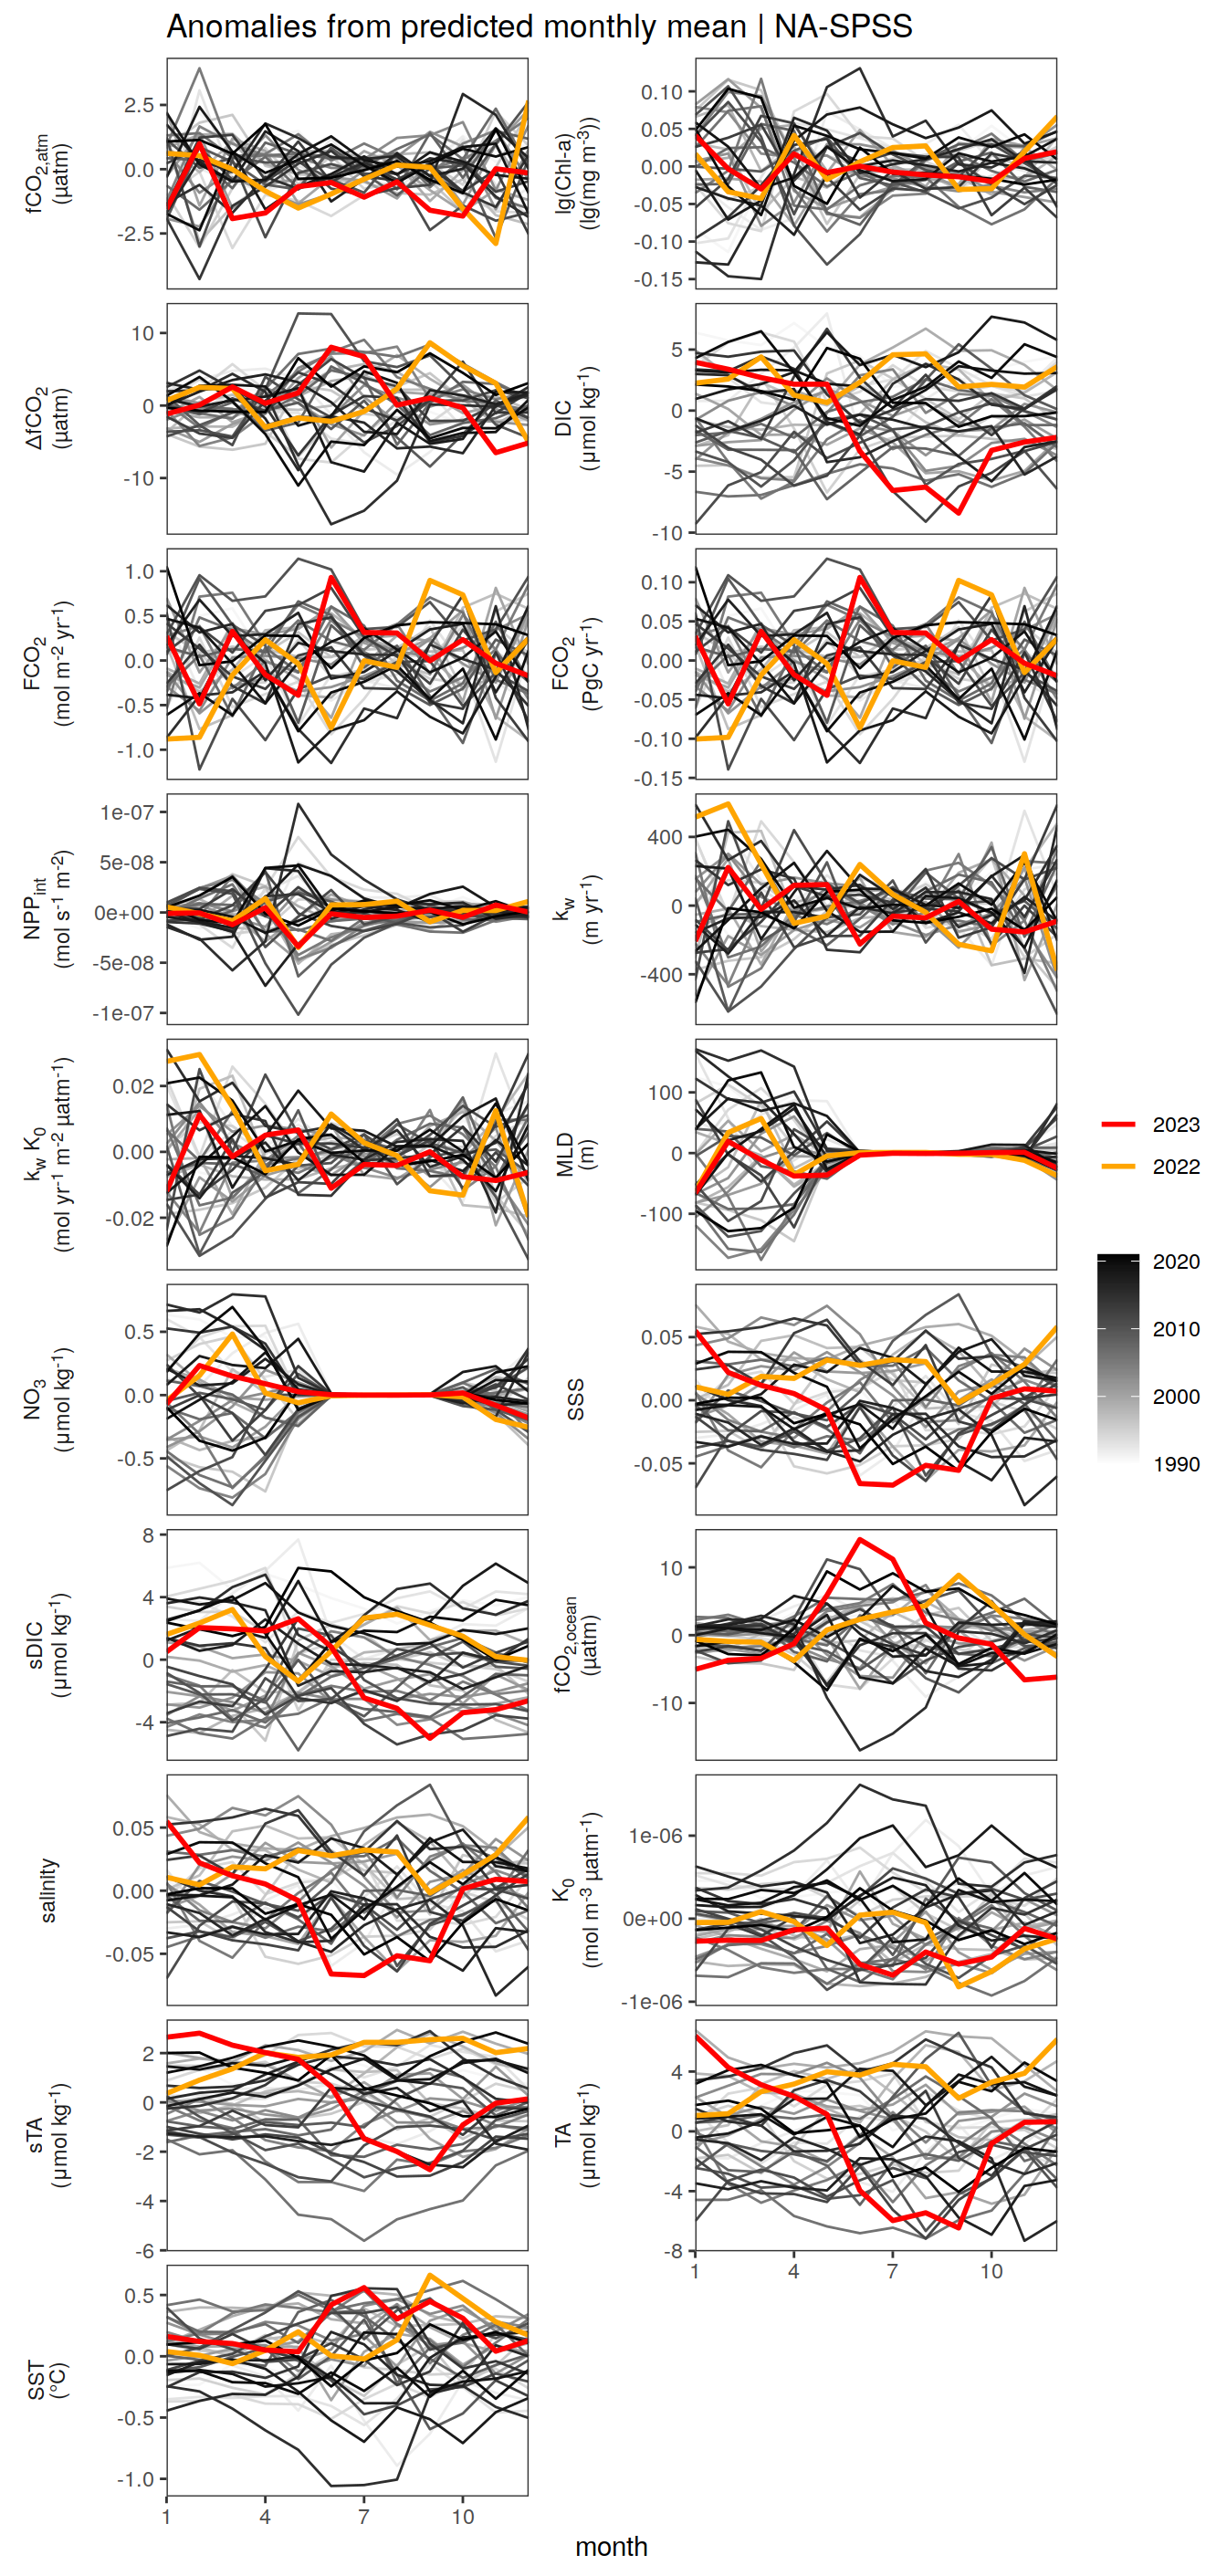 Anomalies from predicted monthly mean | NA-SPSS
fCO2,atm
(µatm)
2.5
0.0
-2.5
lg(Chl-a)
(lg(mg m-3))
0.10
0.05
0.00
-0.05
-0.10
-0.15
ΔfCO2
(µatm)
10
0
-10
DIC
(µmol kg-1)
5
0
-5
-10
FCO2
(mol m-2 yr-1)
1.0
0.5
0.0
-0.5
-1.0
FCO2
(PgC yr-1)
0.10
0.05
0.00
-0.05
-0.10
-0.15
NPPint
(mol s-1 m-2)
1e-07
5e-08
0e+00
-5e-08
-1e-07
kw
(m yr-1)
400
0
-400
kw K0
(mol yr-1 m-2 µatm-1)
0.02
0.00
-0.02
MLD
(m)
100
0
-100
2023
2022
2020
2010
2000
1990
NO3
(µmol kg-1)
0.5
0.0
-0.5
SSS
0.05
0.00
-0.05
sDIC
(µmol kg-1)
8
4
0
-4
fCO2,ocean
(µatm)
10
0
-10
salinity
0.05
0.00
-0.05
K0
(mol m-3 µatm-1)
1e-06
0e+00
-1e-06
sTA
(µmol kg-1)
2
0
-2
-4
-6
TA
(µmol kg-1)
4
0
-4
-8
1 4 7 10
SST
(°C)
0.5
0.0
-0.5
-1.0
1 4 7 10
month